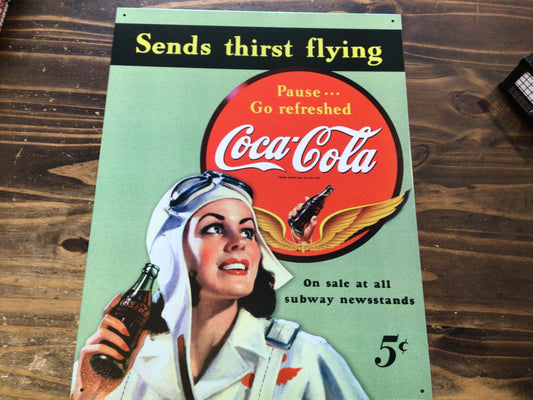 Sends thirst flying
Pause...
Go refreshed
Coca-Cola
On sale at all
subway newsstands
5¢